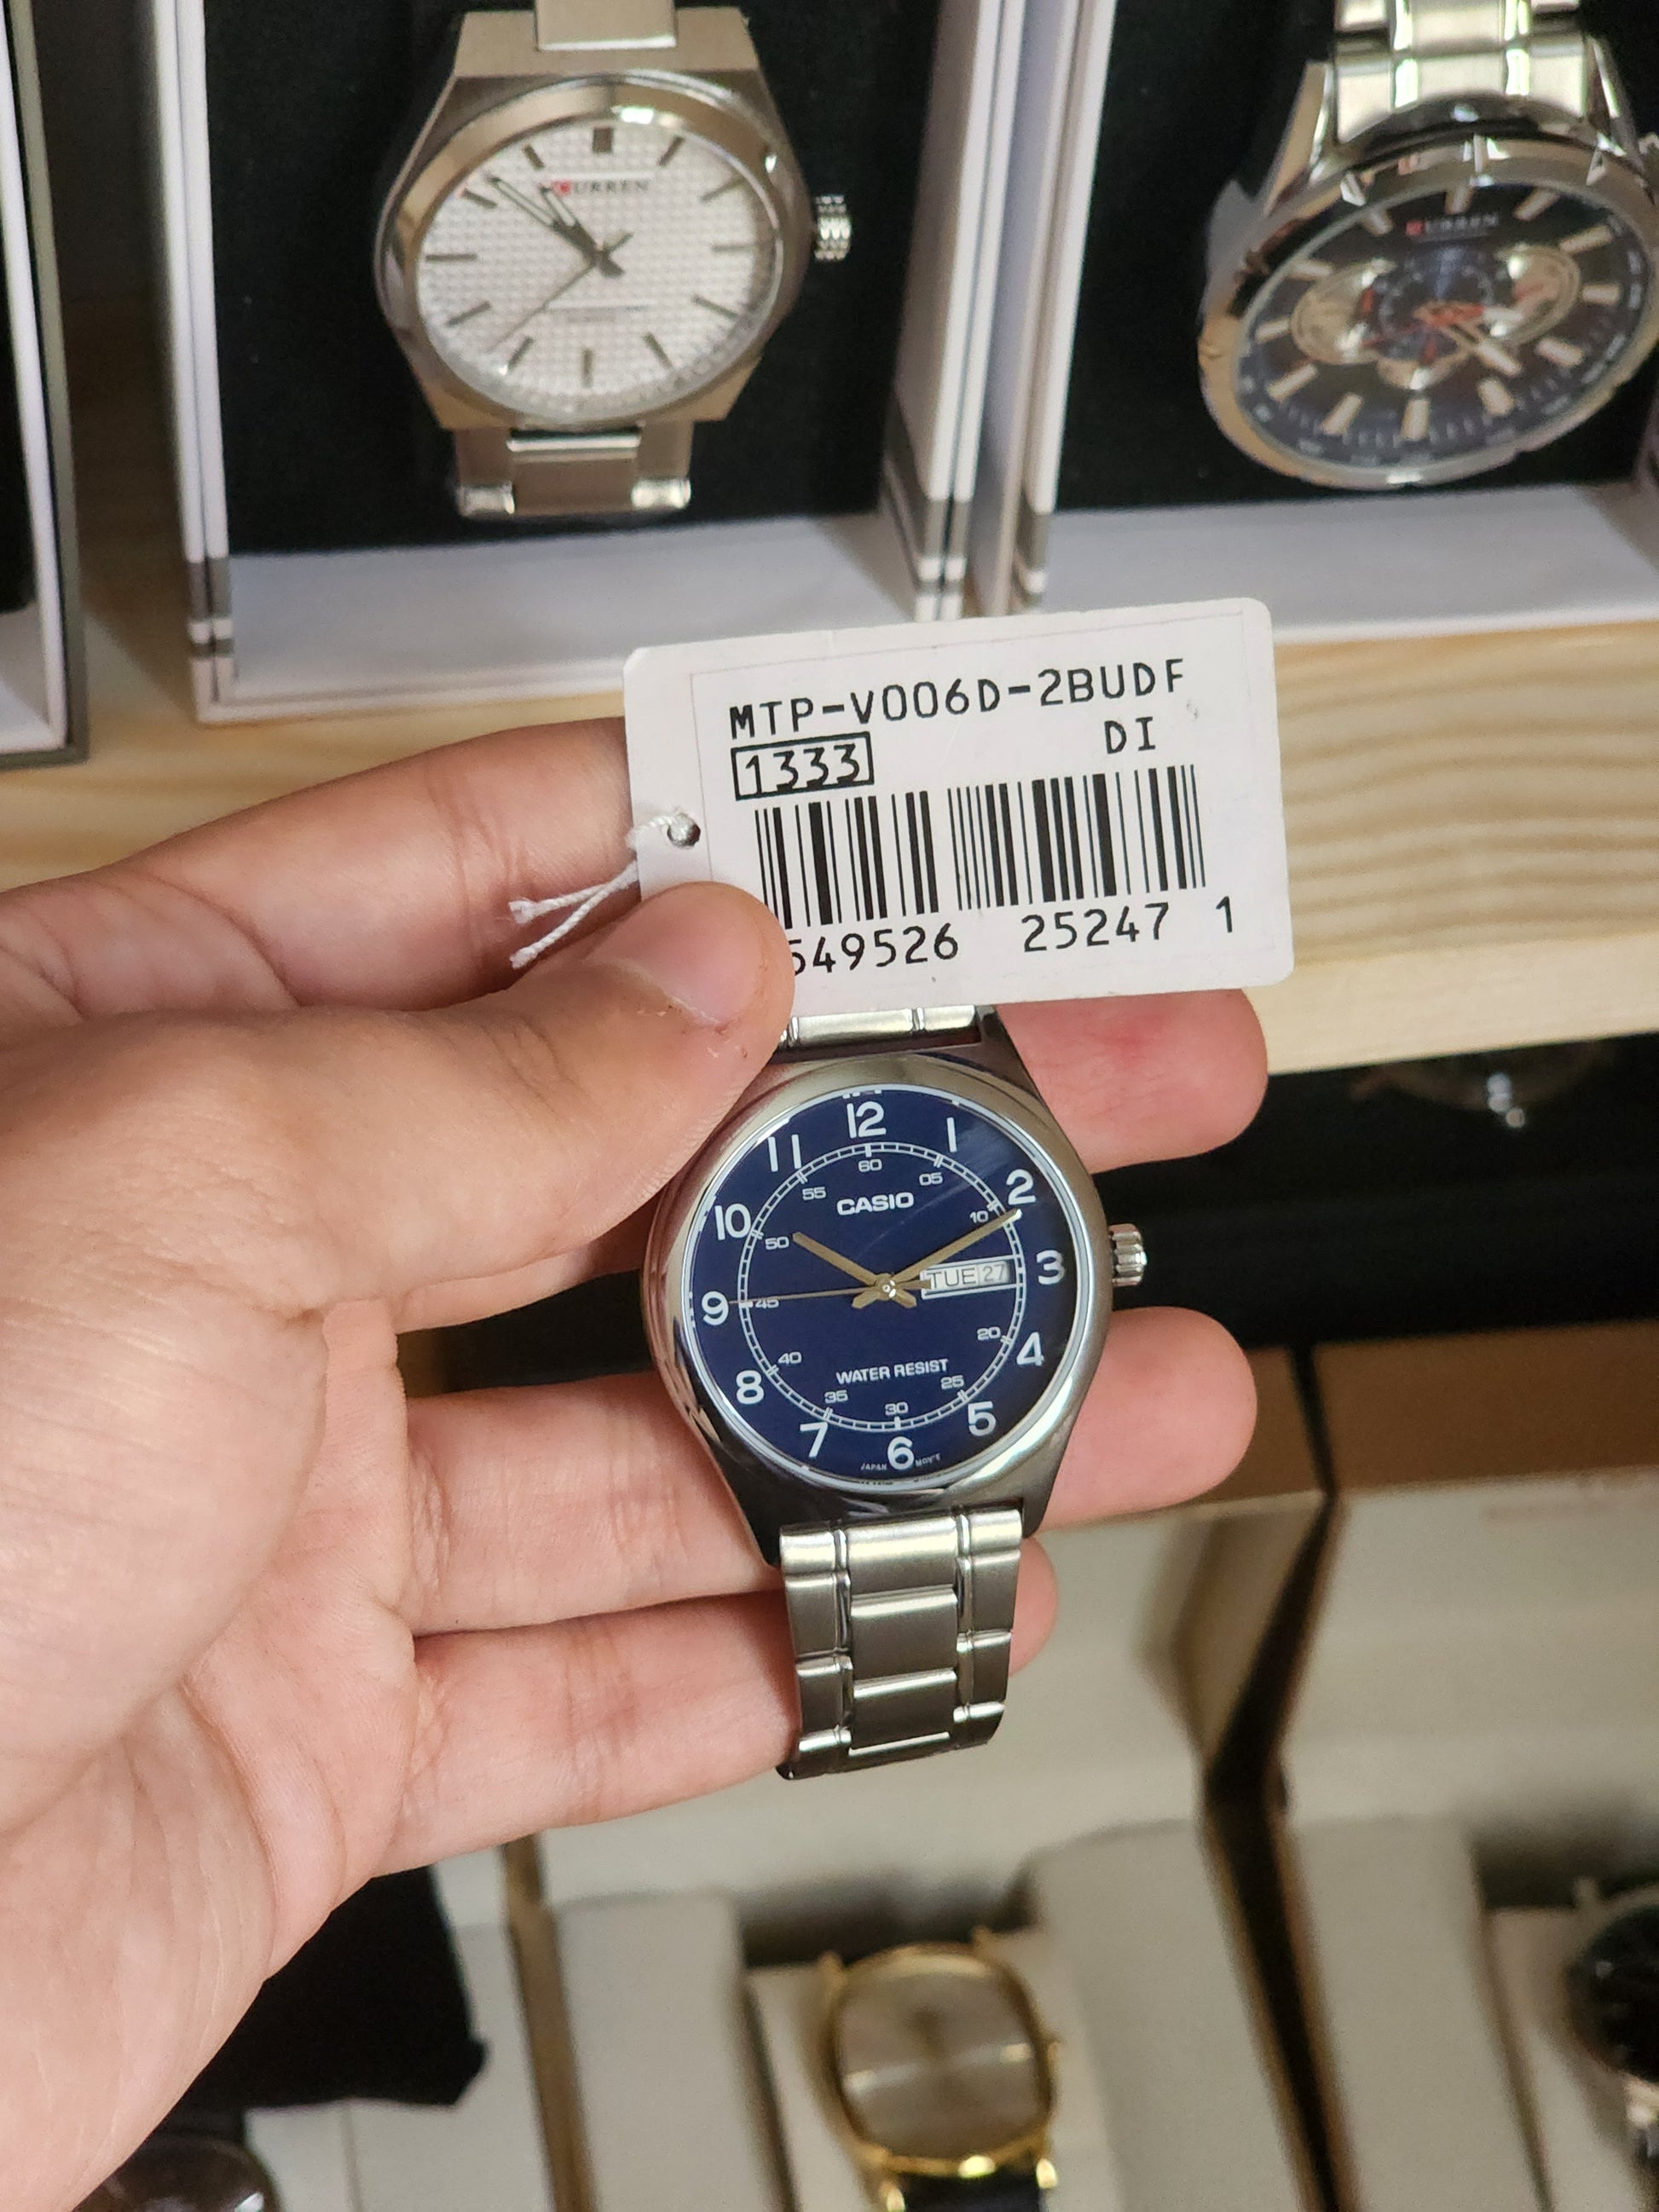 CURREN
CURREN
MTP-V006D-2BUDF
DI
1333
549526 25247 1
12
11 1
60
55 05
10 2
CASIO
50 10
TUE 27
9 45 3
40 20
8 4
WATER RESIST
35 25
30
7 5
6
JAPAN MOV'T